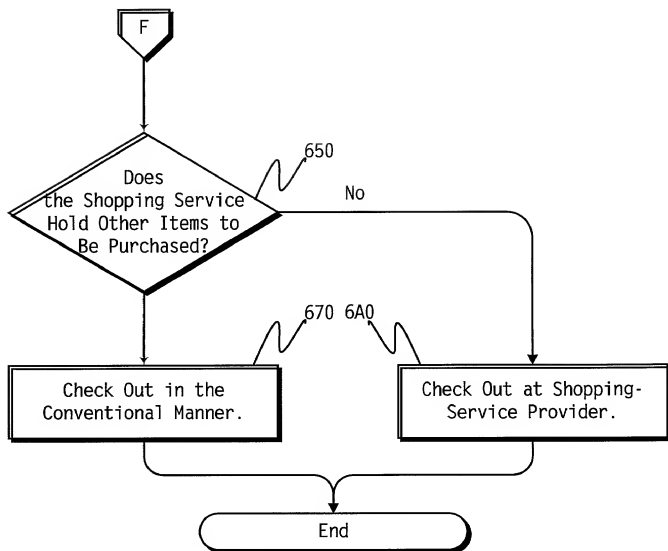 F
650
Does
the Shopping Service
Hold Other Items to
Be Purchased?
No
670 6A0
Check Out in the
Conventional Manner.
Check Out at Shopping-
Service Provider.
End